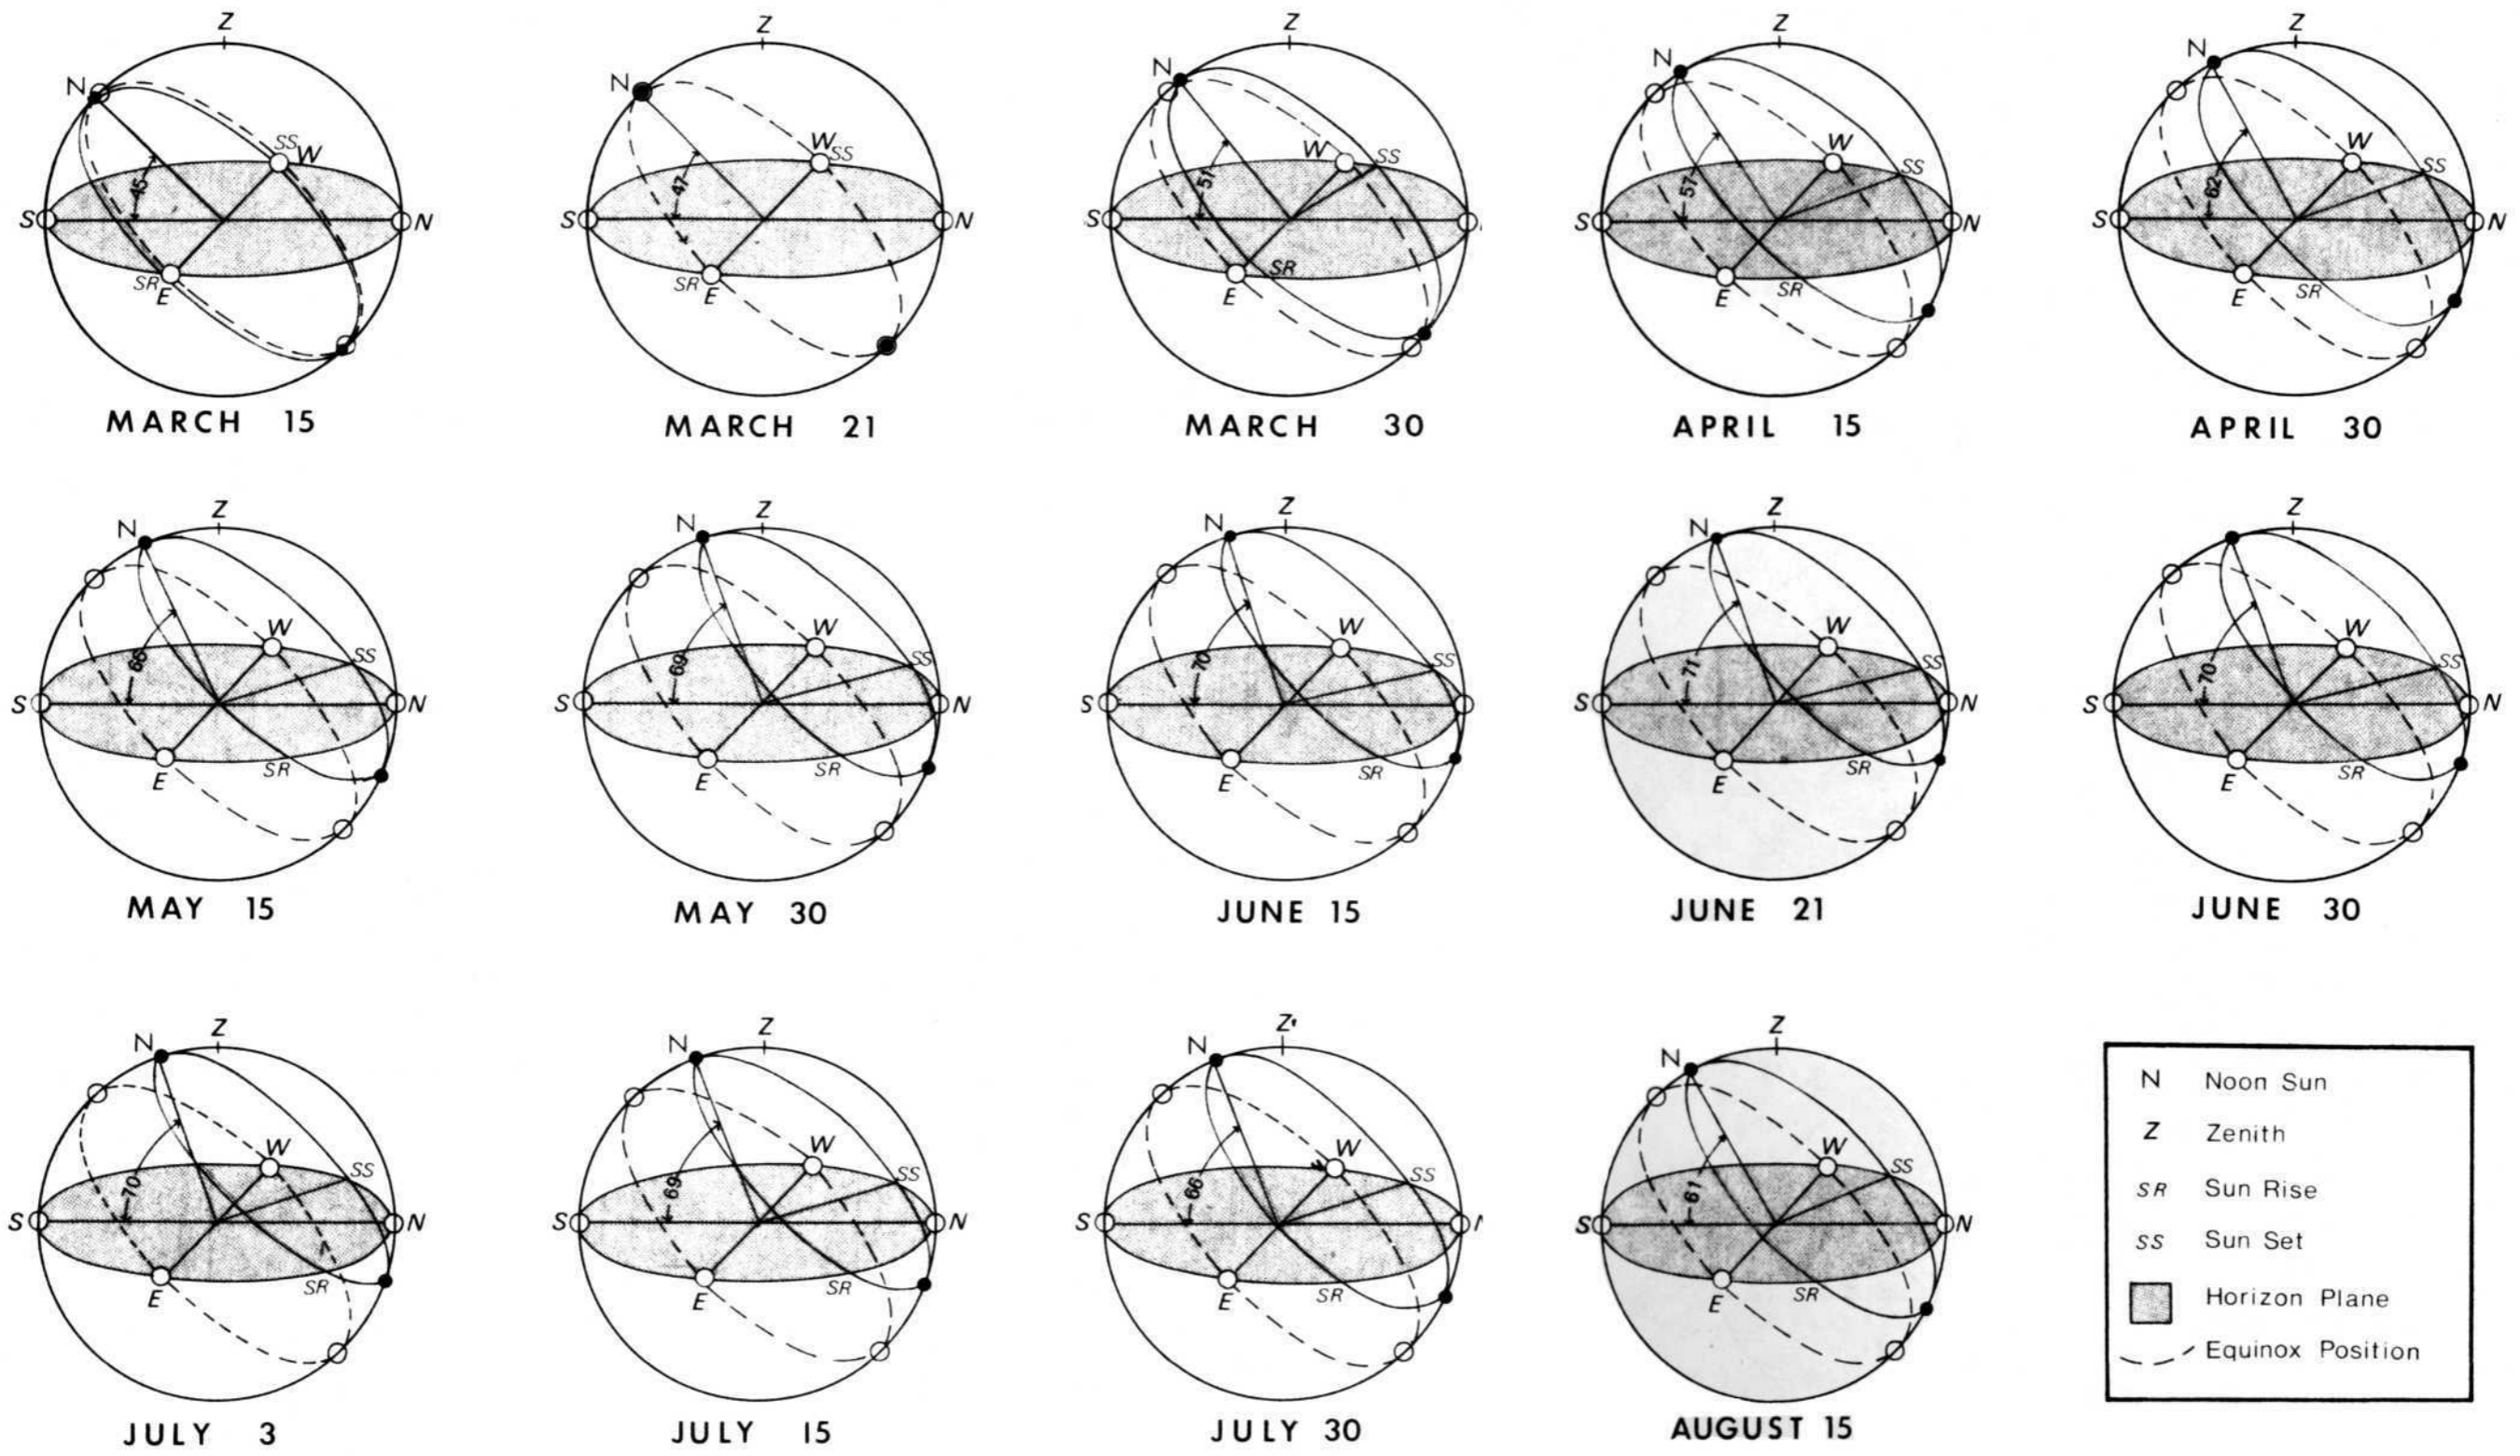 Z
N
SS
W
45
S
N
SR
E
MARCH 15
Z
N
W
SS
47
S
N
SR
E
MARCH 21
Z
N
W
SS
51
S
SR
E
MARCH 30
Z
N
W
SS
57
S
N
SR
E
APRIL 15
Z
N
W
SS
62
S
N
SR
E
APRIL 30
Z
N
W
SS
66
S
N
SR
E
MAY 15
Z
N
W
SS
69
S
N
SR
E
MAY 30
Z
N
W
SS
70
S
SR
E
JUNE 15
Z
N
W
SS
71
S
N
SR
E
JUNE 21
Z
W
SS
70
S
N
SR
E
JUNE 30
Z
N
W
SS
70
S
N
SR
E
JULY 3
Z
N
W
SS
69
S
N
SR
E
JULY 15
Z
N
W
SS
66
S
SR
E
JULY 30
Z
N
W
SS
61
S
N
SR
E
AUGUST 15
N Noon Sun
Z Zenith
SR Sun Rise
SS Sun Set
Horizon Plane
Equinox Position